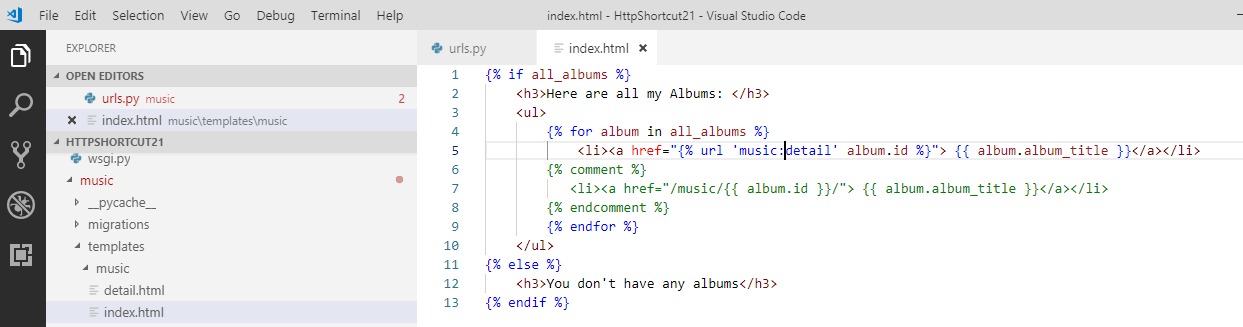 File Edit Selection View Go Debug Terminal Help index.html - HttpShortcut21 - Visual Studio Code
EXPLORER
OPEN EDITORS
urls.py music 2
index.html music\templates\music
HTTPSHORTCUT21
wsgi.py
music
__pycache__
migrations
templates
music
detail.html
index.html
urls.py index.html
1 {% if all_albums %}
2 <h3>Here are all my Albums: </h3>
3 <ul>
4 {% for album in all_albums %}
5 <li><a href="{% url 'music:detail' album.id %}"> {{ album.album_title }}</a></li>
6 {% comment %}
7 <li><a href="/music/{{ album.id }}/"> {{ album.album_title }}</a></li>
8 {% endcomment %}
9 {% endfor %}
10 </ul>
11 {% else %}
12 <h3>You don't have any albums</h3>
13 {% endif %}